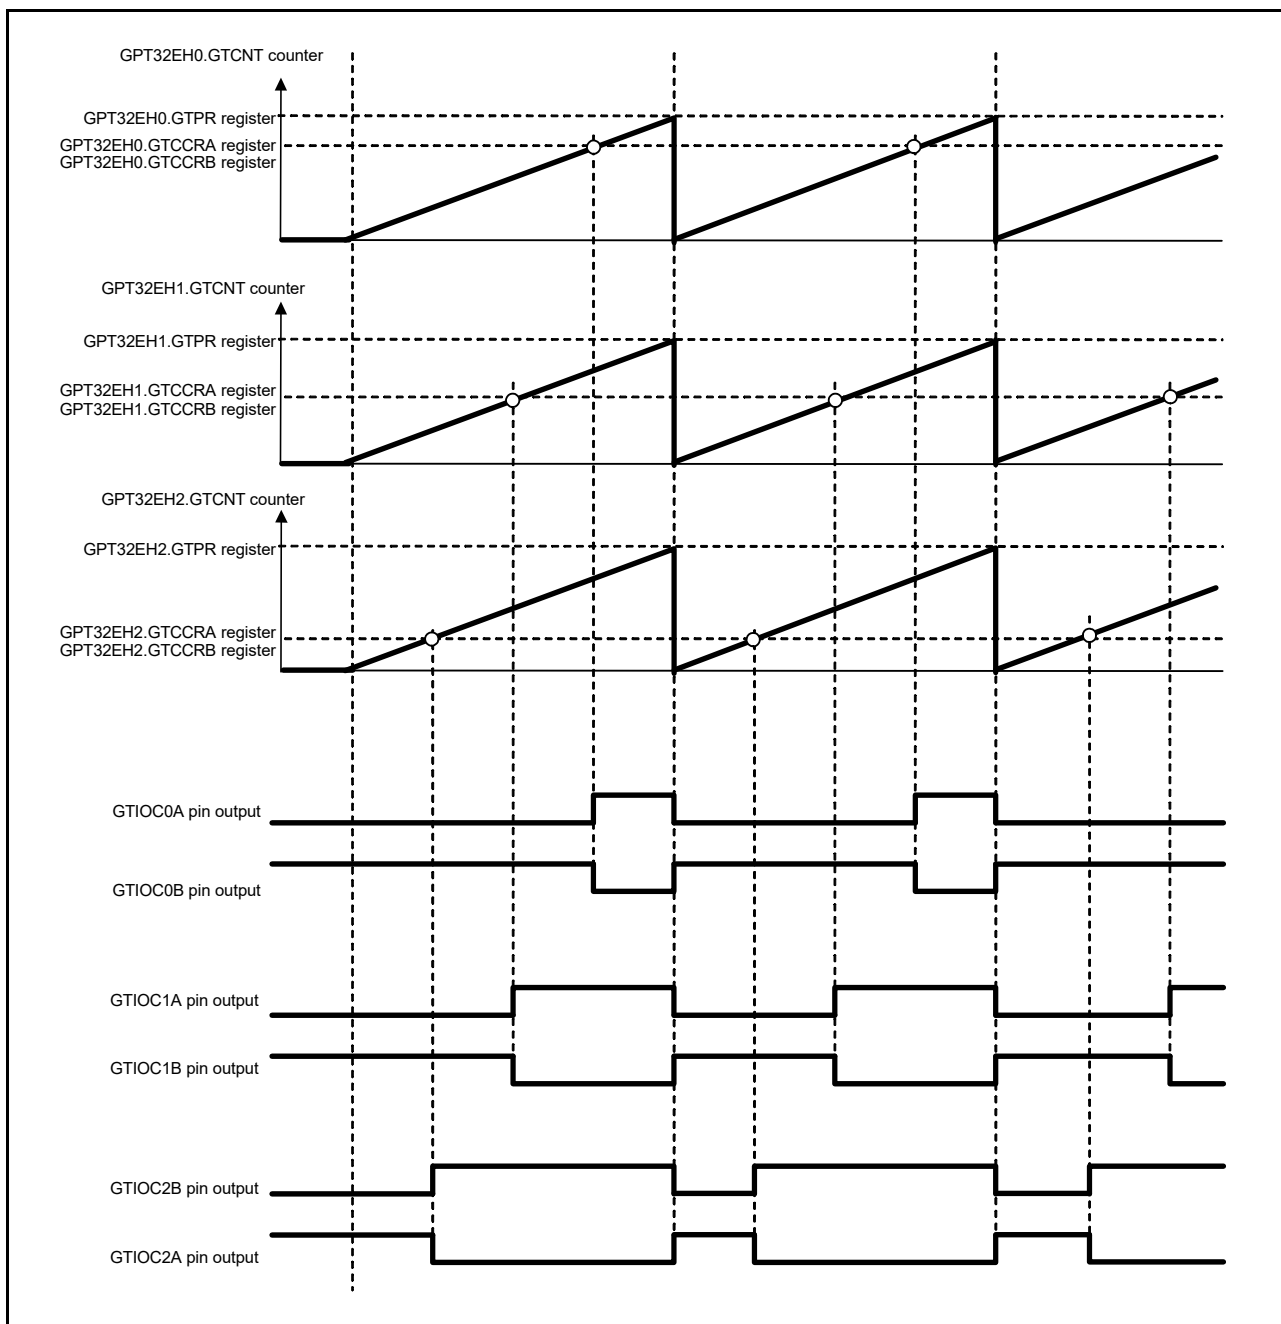 GPT32EH0.GTCNT counter
GPT32EH0.GTPR register
GPT32EH0.GTCCRA register
GPT32EH0.GTCCRB register
GPT32EH1.GTCNT counter
GPT32EH1.GTPR register
GPT32EH1.GTCCRA register
GPT32EH1.GTCCRB register
GPT32EH2.GTCNT counter
GPT32EH2.GTPR register
GPT32EH2.GTCCRA register
GPT32EH2.GTCCRB register
GTIOC0A pin output
GTIOC0B pin output
GTIOC1A pin output
GTIOC1B pin output
GTIOC2B pin output
GTIOC2A pin output